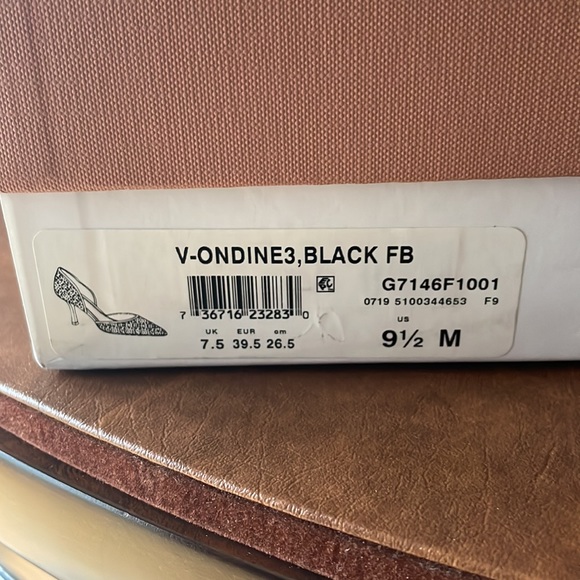 V-ONDINE3,BLACK FB
7 36716 23283 0
G7146F1001
0719 5100344653 F9
UK EUR cm
7.5 39.5 26.5
US
9½ M